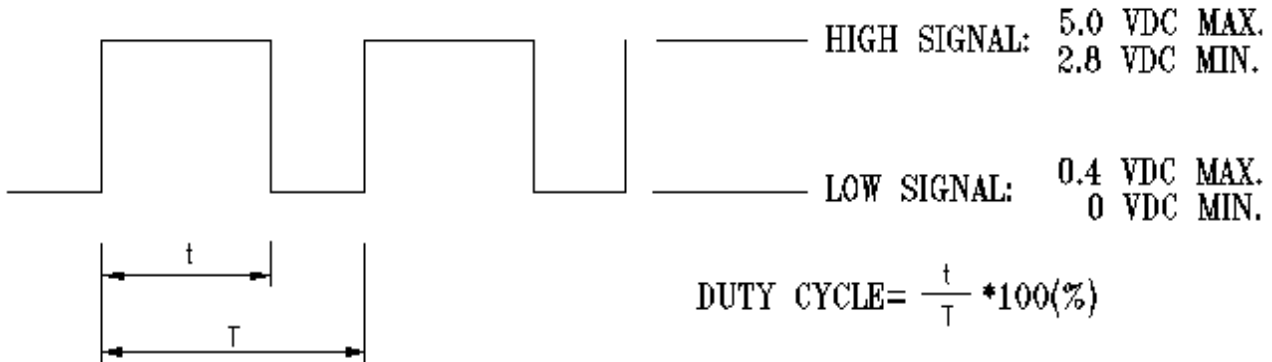 HIGH SIGNAL: 5.0 VDC MAX.
2.8 VDC MIN.
LOW SIGNAL: 0.4 VDC MAX.
0 VDC MIN.
t
DUTY CYCLE= t/T *100(%)
T